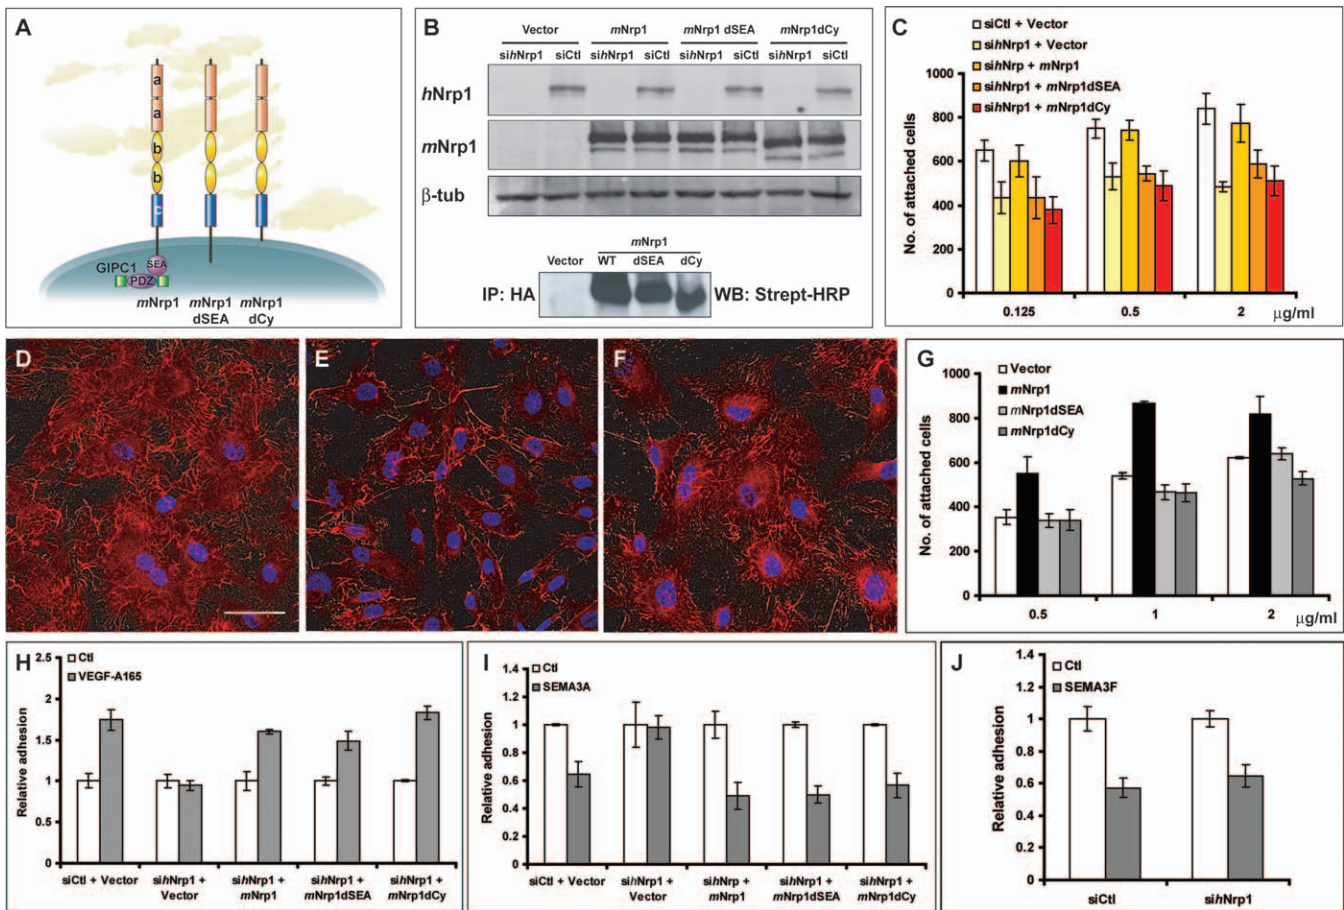 A
a
a
b
b
c
SEA
GIPC1
PDZ
mNrp1 mNrp1 mNrp1
dSEA dCy
B
Vector mNrp1 mNrp1 dSEA mNrp1dCy
sihNrp1 siCtl sihNrp1 siCtl sihNrp1 siCtl sihNrp1 siCtl
hNrp1
mNrp1
β-tub
mNrp1
Vector WT dSEA dCy
IP: HA WB: Strept-HRP
C
siCtl + Vector
sihNrp1 + Vector
sihNrp + mNrp1
sihNrp1 + mNrp1dSEA
sihNrp1 + mNrp1dCy
No. of attached cells
1000
800
600
400
200
0
0.125 0.5 2 μg/ml
D
E
F
G
Vector
mNrp1
mNrp1dSEA
mNrp1dCy
No. of attached cells
1000
800
600
400
200
0
0.5 1 2 μg/ml
H
Ctl
VEGF-A165
Relative adhesion
2.5
2
1.5
1
0.5
0
siCtl + Vector sihNrp1 + sihNrp1 + sihNrp1 + sihNrp1 +
Vector mNrp1 mNrp1dSEA mNrp1dCy
I
Ctl
SEMA3A
Relative adhesion
1.4
1.2
1
0.8
0.6
0.4
0.2
0
siCtl + Vector sihNrp1 + sihNrp + sihNrp1 + sihNrp1 +
Vector mNrp1 mNrp1dSEA mNrp1dCy
J
Ctl
SEMA3F
Relative adhesion
1.4
1.2
1
0.8
0.6
0.4
0.2
0
siCtl sihNrp1